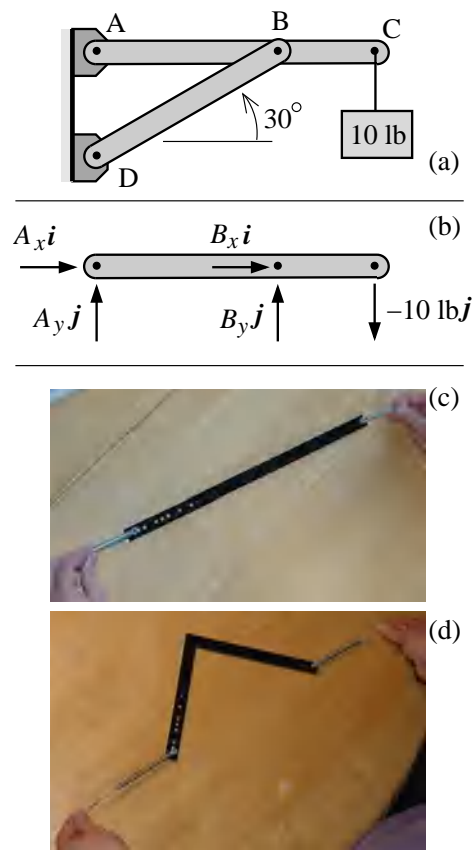 A B C
30°
10 lb
D
(a)
(b)
A_x i B_x i
A_y j B_y j −10 lb j
(c)
(d)